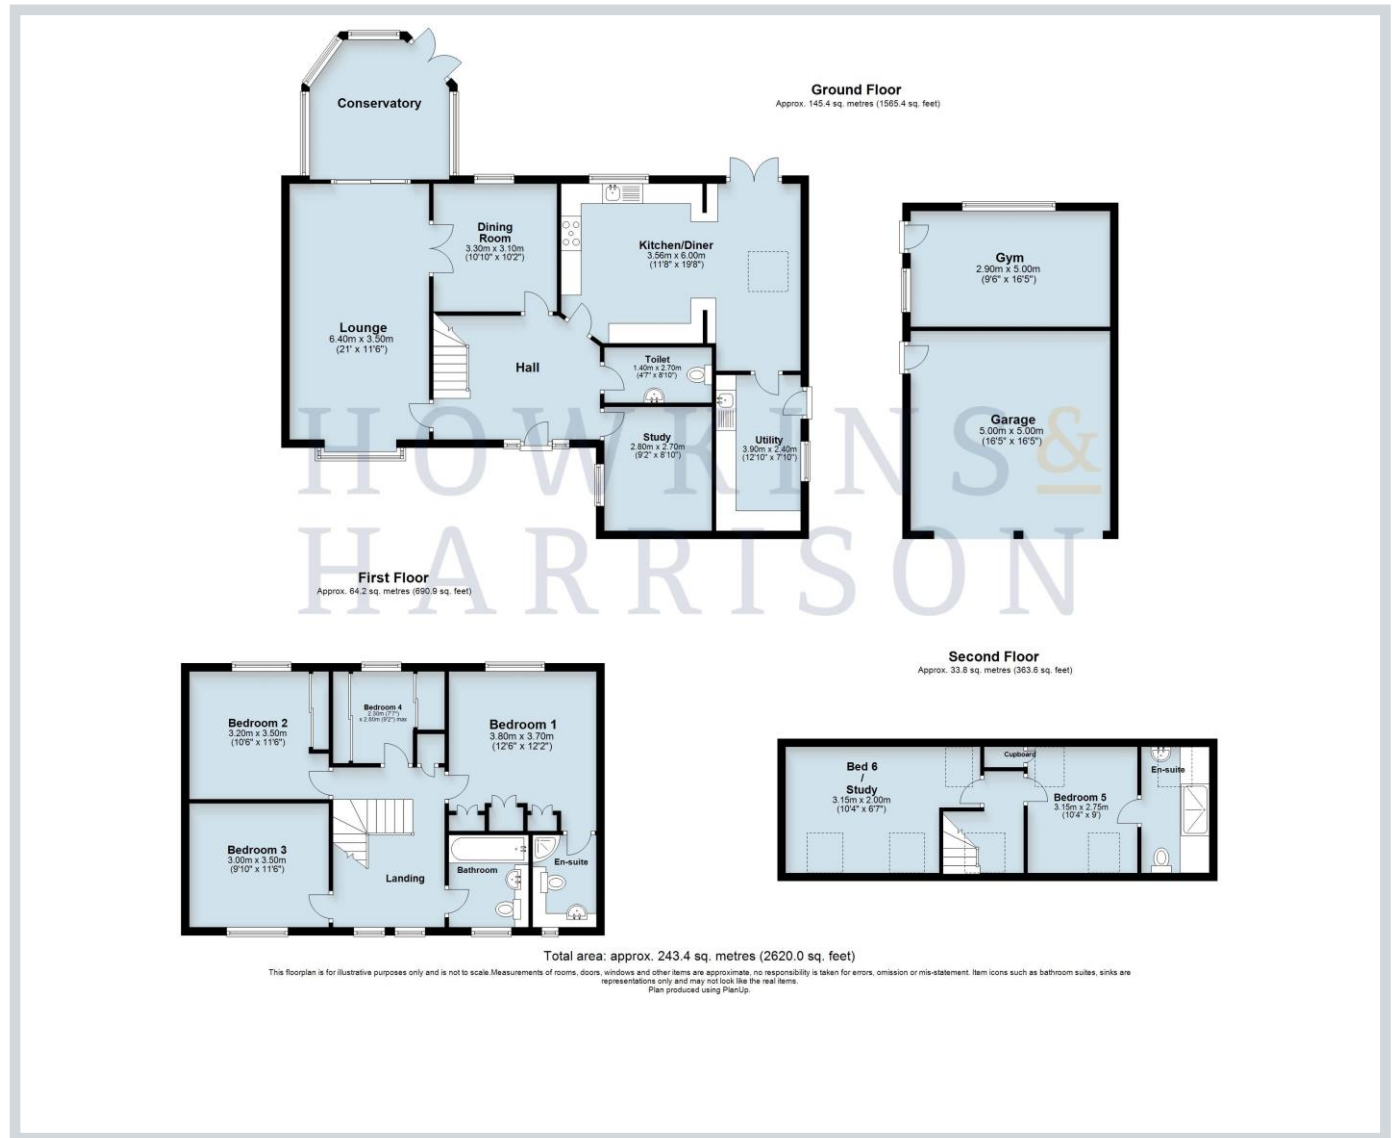 Conservatory
Ground Floor
Approx. 145.4 sq. metres (1565.4 sq. feet)
Dining
Room
3.30m x 3.10m
(10'10" x 10'2")
Kitchen/Diner
3.56m x 6.00m
(11'8" x 19'8")
Gym
2.90m x 5.00m
(9'6" x 16'5")
Lounge
6.40m x 3.50m
(21' x 11'6")
Hall
Toilet
1.40m x 2.70m
(4'7" x 8'10")
Study
2.80m x 2.70m
(9'2" x 8'10")
Utility
3.90m x 2.40m
(12'10" x 7'10")
Garage
5.00m x 5.00m
(16'5" x 16'5")
HOWKINS &
HARRISON
First Floor
Approx. 64.2 sq. metres (690.9 sq. feet)
Bedroom 2
3.20m x 3.50m
(10'6" x 11'6")
Bedroom 4
2.30m (7'7")
x 2.80m (9'2") max
Bedroom 1
3.80m x 3.70m
(12'6" x 12'2")
Bedroom 3
3.00m x 3.50m
(9'10" x 11'6")
Landing
Bathroom
En-suite
Second Floor
Approx. 33.8 sq. metres (363.6 sq. feet)
Bed 6
/
Study
3.15m x 2.00m
(10'4" x 6'7")
Cupboard
Bedroom 5
3.15m x 2.75m
(10'4" x 9')
En-suite
Total area: approx. 243.4 sq. metres (2620.0 sq. feet)
This floorplan is for illustrative purposes only and is not to scale.Measurements of rooms, doors, windows and other items are approximate, no responsibility is taken for errors, omission or mis-statement. Item icons such as bathroom suites, sinks are
representations only and may not look like the real items.
Plan produced using PlanUp.